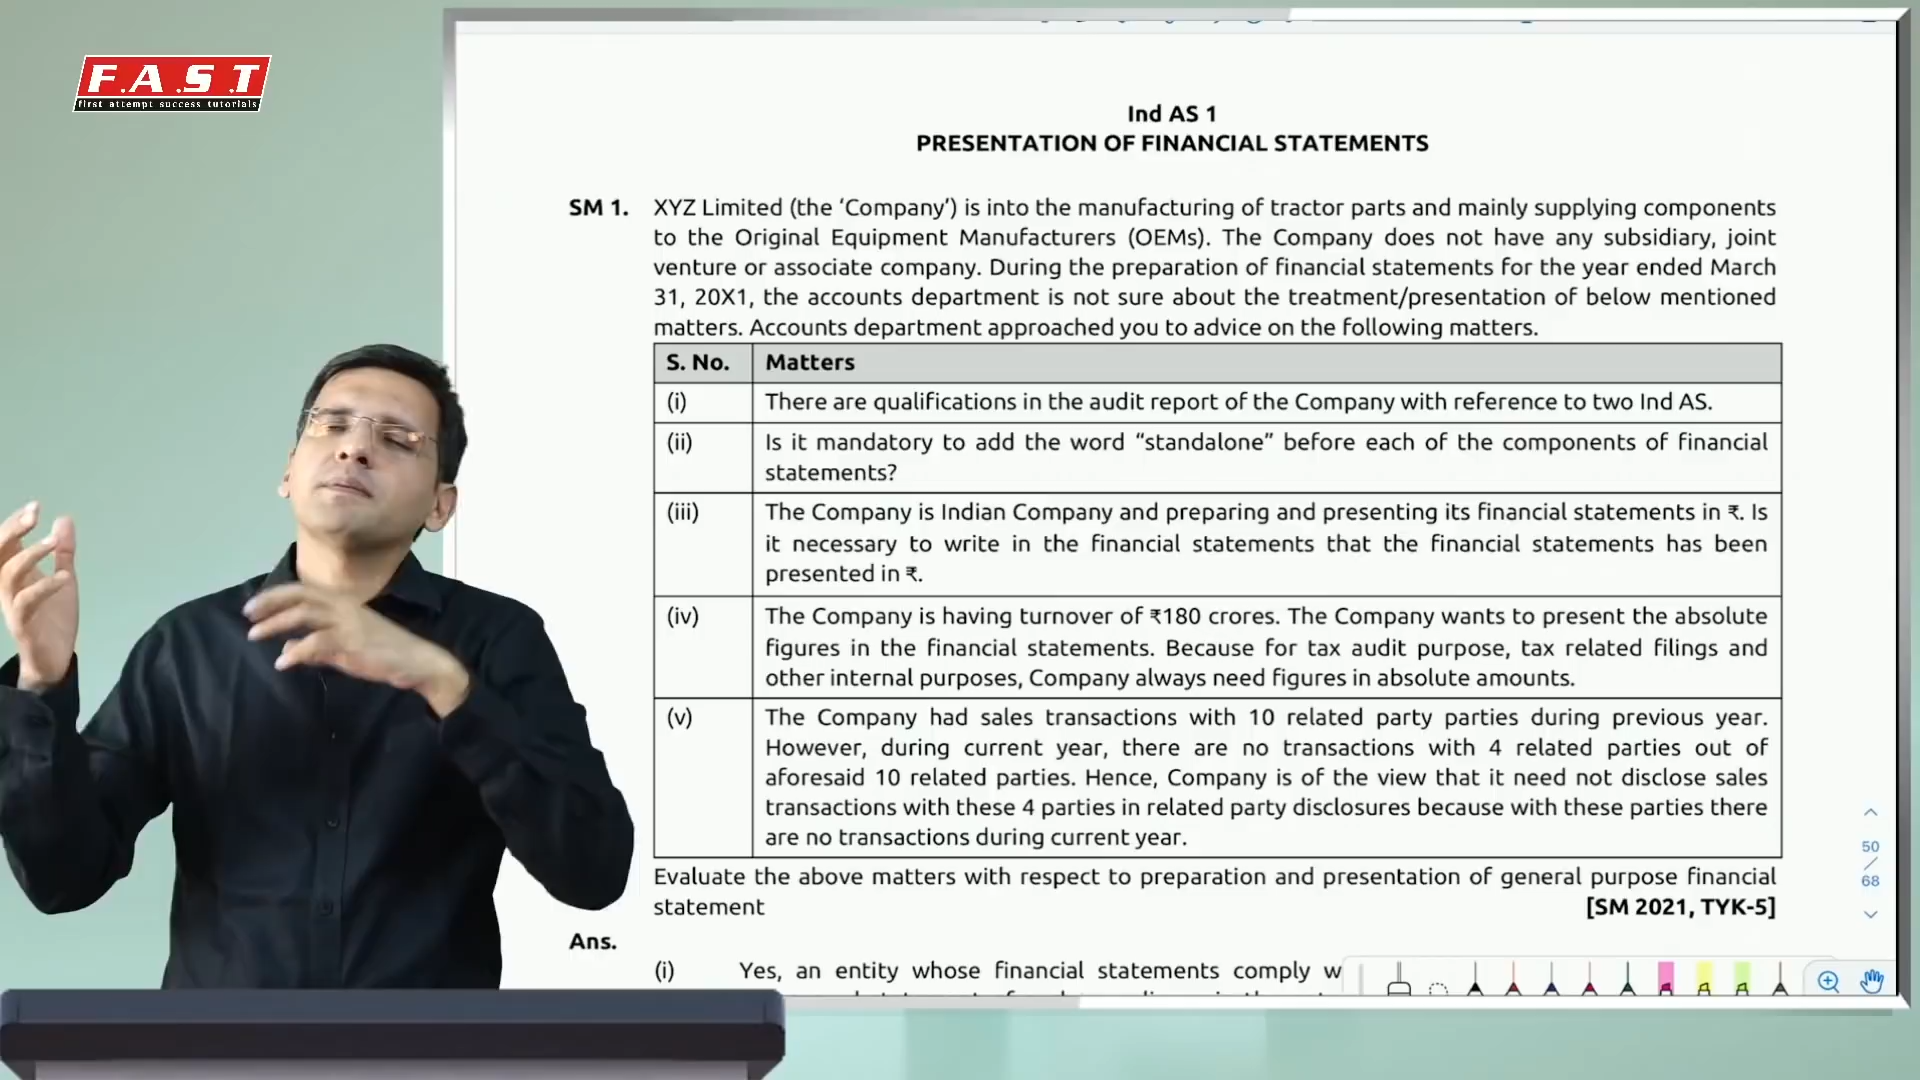 F.A.S.T
first attempt success tutorials
Ind AS 1
PRESENTATION OF FINANCIAL STATEMENTS
SM 1. XYZ Limited (the ‘Company’) is into the manufacturing of tractor parts and mainly supplying components
to the Original Equipment Manufacturers (OEMs). The Company does not have any subsidiary, joint
venture or associate company. During the preparation of financial statements for the year ended March
31, 20X1, the accounts department is not sure about the treatment/presentation of below mentioned
matters. Accounts department approached you to advice on the following matters.
S. No. Matters
(i) There are qualifications in the audit report of the Company with reference to two Ind AS.
(ii) Is it mandatory to add the word “standalone” before each of the components of financial
statements?
(iii) The Company is Indian Company and preparing and presenting its financial statements in ₹. Is
it necessary to write in the financial statements that the financial statements has been
presented in ₹.
(iv) The Company is having turnover of ₹180 crores. The Company wants to present the absolute
figures in the financial statements. Because for tax audit purpose, tax related filings and
other internal purposes, Company always need figures in absolute amounts.
(v) The Company had sales transactions with 10 related party parties during previous year.
However, during current year, there are no transactions with 4 related parties out of
aforesaid 10 related parties. Hence, Company is of the view that it need not disclose sales
transactions with these 4 parties in related party disclosures because with these parties there
are no transactions during current year.
Evaluate the above matters with respect to preparation and presentation of general purpose financial
statement [SM 2021, TYK-5]
Ans.
(i) Yes, an entity whose financial statements comply
50
/
68